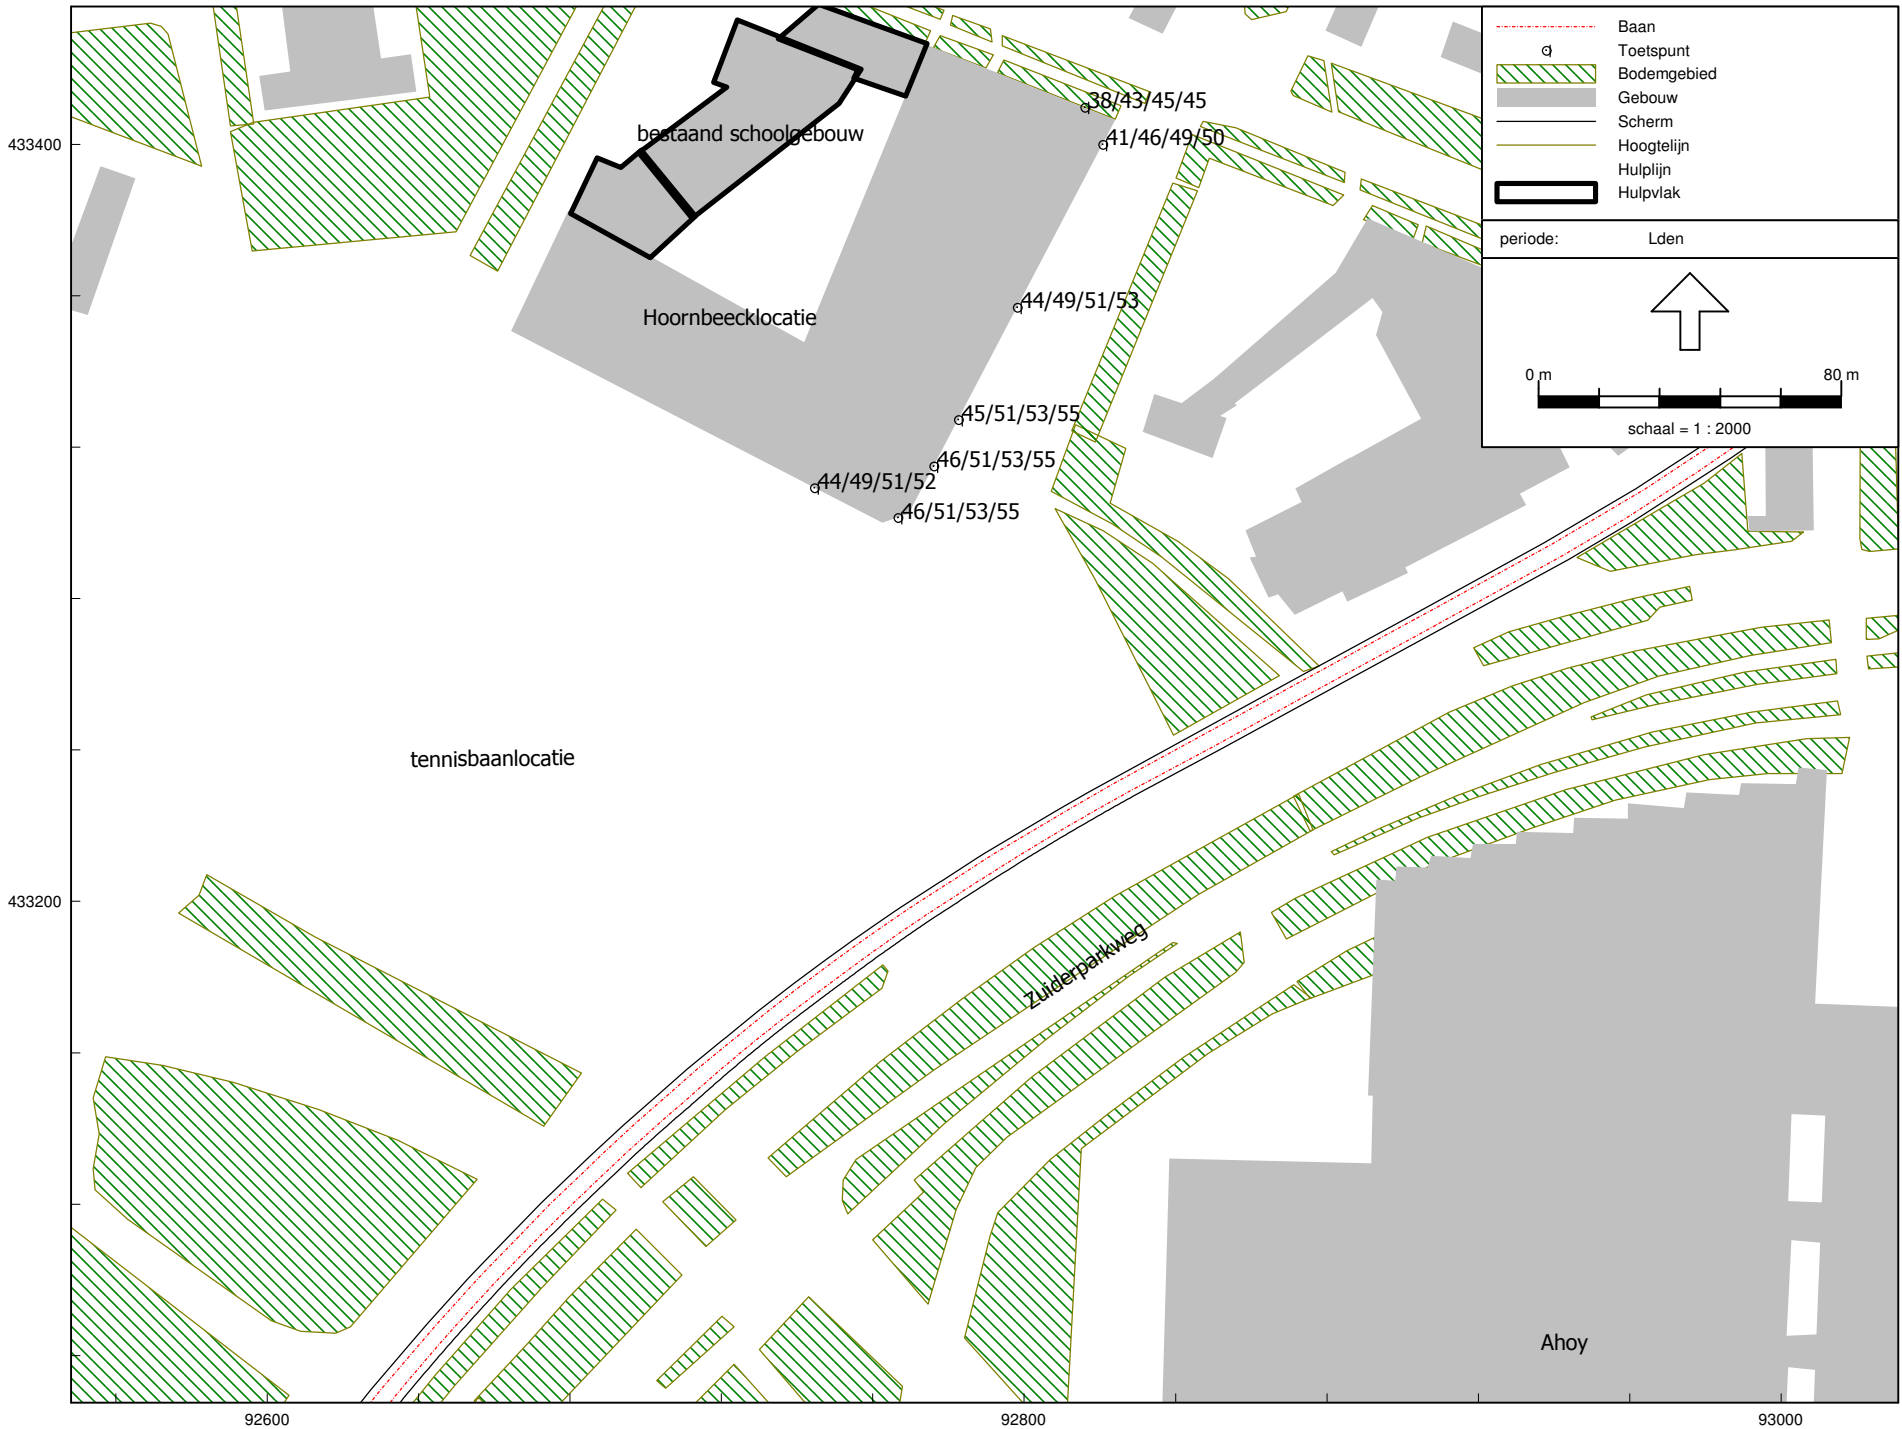 Baan
Toetspunt
Bodemgebied
Gebouw
Scherm
Hoogtelijn
Hulplijn
Hulpvlak
periode: Lden
0 m 80 m
schaal = 1 : 2000
38/43/45/45
bestaand schoolgebouw
41/46/49/50
433400
44/49/51/53
Hoornbeecklocatie
45/51/53/55
46/51/53/55
44/49/51/52
46/51/53/55
tennisbaanlocatie
433200
Zuiderparkweg
Ahoy
92600 92800 93000